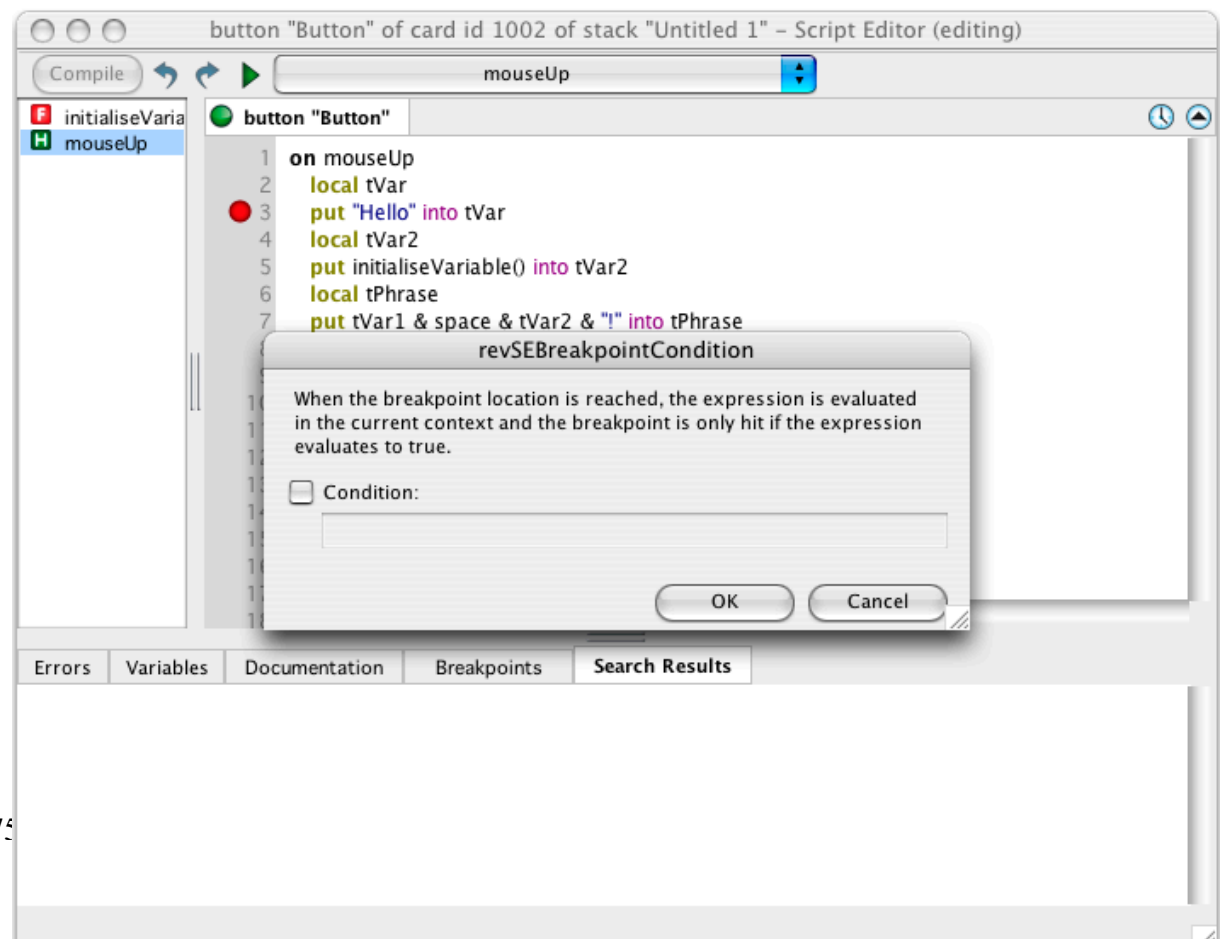 button "Button" of card id 1002 of stack "Untitled 1" – Script Editor (editing)
Compile
mouseUp
F initialiseVaria
H mouseUp
button "Button"
1 on mouseUp
2 local tVar
3 put "Hello" into tVar
4 local tVar2
5 put initialiseVariable() into tVar2
6 local tPhrase
7 put tVar1 & space & tVar2 & "!" into tPhrase
revSEBreakpointCondition
When the breakpoint location is reached, the expression is evaluated
in the current context and the breakpoint is only hit if the expression
evaluates to true.
Condition:
OK Cancel
Errors Variables Documentation Breakpoints Search Results